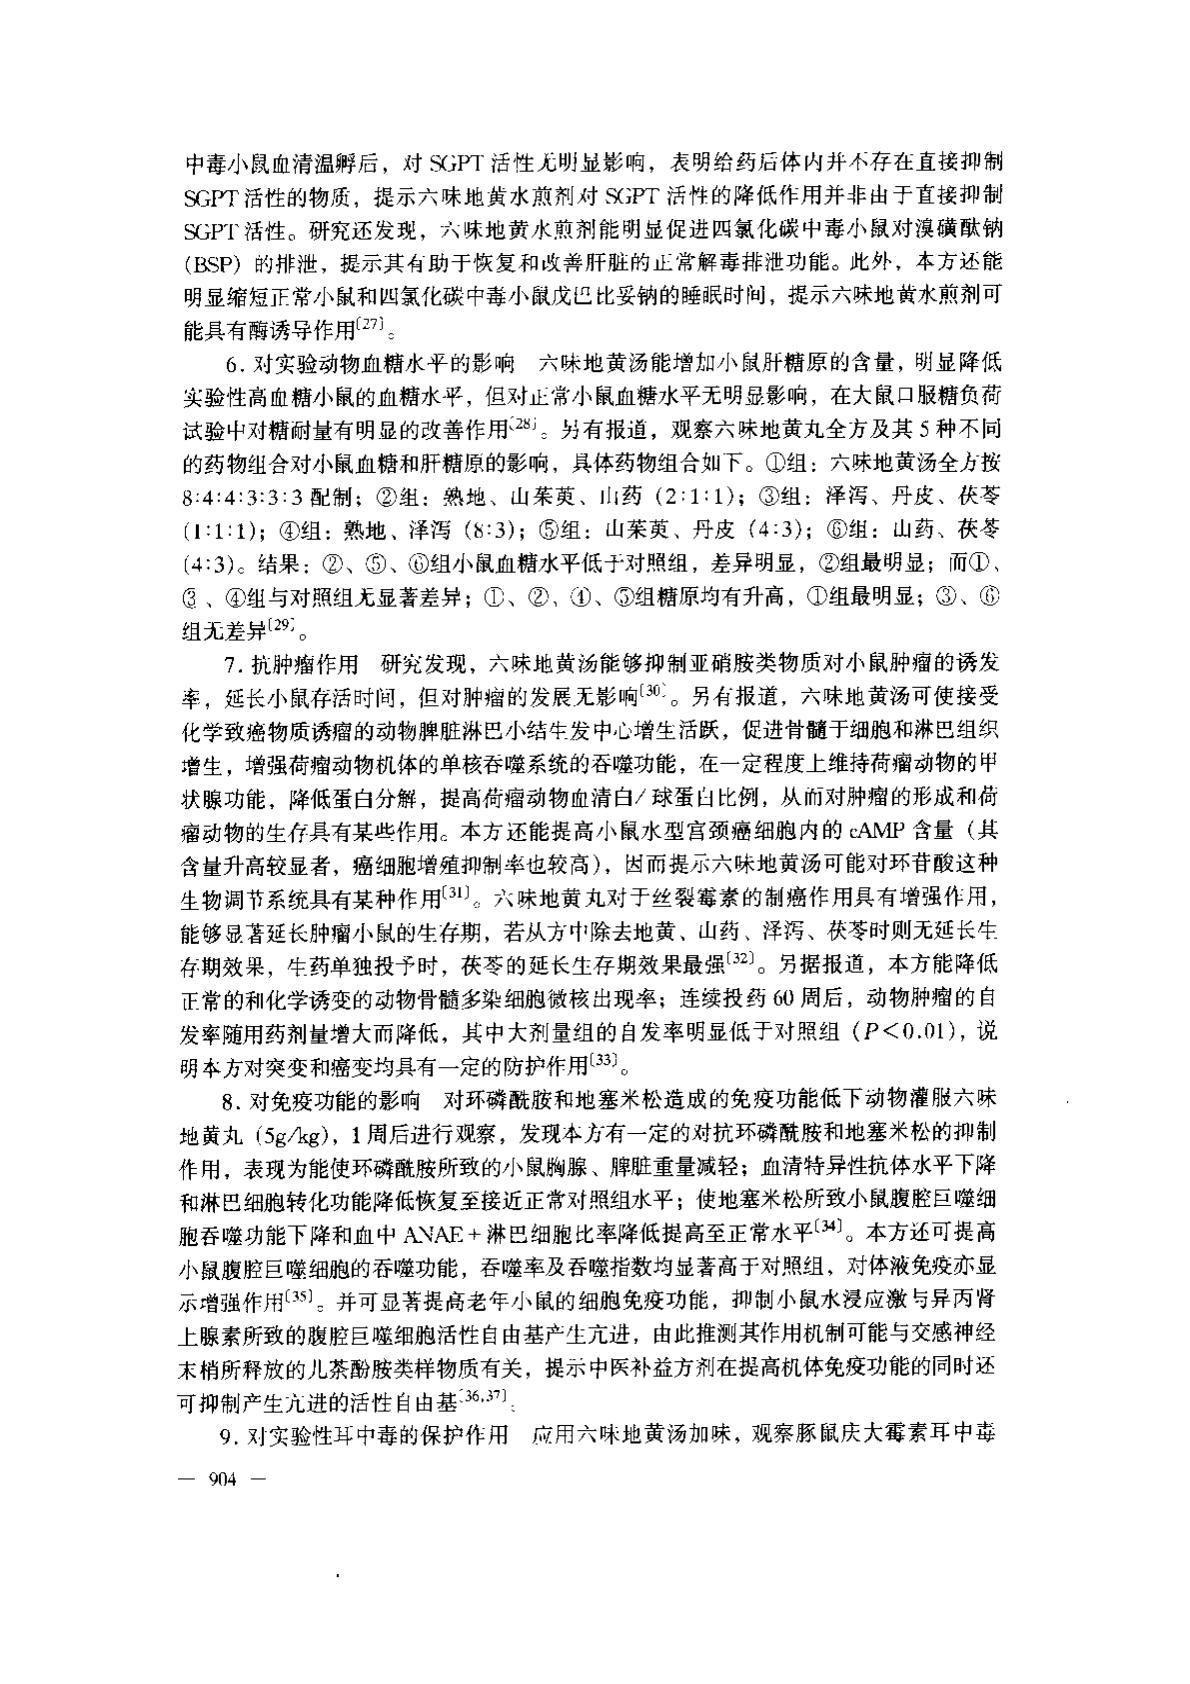 中毒小鼠血清温孵后，对 SGPT 活性无明显影响，表明给药后体内并不存在直接抑制
SGPT 活性的物质，提示六味地黄水煎剂对 SGPT 活性的降低作用并非由于直接抑制
SGPT 活性。研究还发现，六味地黄水煎剂能明显促进四氯化碳中毒小鼠对溴磺酞钠
（BSP）的排泄，提示其有助于恢复和改善肝脏的正常解毒排泄功能。此外，本方还能
明显缩短正常小鼠和四氯化碳中毒小鼠戊巴比妥钠的睡眠时间，提示六味地黄水煎剂可
能具有酶诱导作用〔27〕。
6. 对实验动物血糖水平的影响　六味地黄汤能增加小鼠肝糖原的含量，明显降低
实验性高血糖小鼠的血糖水平，但对正常小鼠血糖水平无明显影响，在大鼠口服糖负荷
试验中对糖耐量有明显的改善作用〔28〕。另有报道，观察六味地黄丸全方及其 5 种不同
的药物组合对小鼠血糖和肝糖原的影响，具体药物组合如下。①组：六味地黄汤全方按
8∶4∶4∶3∶3∶3 配制；②组：熟地、山茱萸、山药（2∶1∶1）；③组：泽泻、丹皮、茯苓
（1∶1∶1）；④组：熟地、泽泻（8∶3）；⑤组：山茱萸、丹皮（4∶3）；⑥组：山药、茯苓
（4∶3）。结果：②、⑤、⑥组小鼠血糖水平低于对照组，差异明显，②组最明显；而①、
③、④组与对照组无显著差异；①、②，④、⑤组糖原均有升高，①组最明显；③、⑥
组无差异〔29〕。
7. 抗肿瘤作用　研究发现，六味地黄汤能够抑制亚硝胺类物质对小鼠肿瘤的诱发
率，延长小鼠存活时间，但对肿瘤的发展无影响〔30〕。另有报道，六味地黄汤可使接受
化学致癌物质诱瘤的动物脾脏淋巴小结生发中心增生活跃，促进骨髓干细胞和淋巴组织
增生，增强荷瘤动物机体的单核吞噬系统的吞噬功能，在一定程度上维持荷瘤动物的甲
状腺功能，降低蛋白分解，提高荷瘤动物血清白/球蛋白比例，从而对肿瘤的形成和荷
瘤动物的生存具有某些作用。本方还能提高小鼠水型宫颈癌细胞内的 cAMP 含量（其
含量升高较显者，癌细胞增殖抑制率也较高），因而提示六味地黄汤可能对环苷酸这种
生物调节系统具有某种作用〔31〕。六味地黄丸对于丝裂霉素的制癌作用具有增强作用，
能够显著延长肿瘤小鼠的生存期，若从方中除去地黄、山药、泽泻、茯苓时则无延长生
存期效果，生药单独投予时，茯苓的延长生存期效果最强〔32〕。另据报道，本方能降低
正常的和化学诱变的动物骨髓多染细胞微核出现率；连续投药 60 周后，动物肿瘤的自
发率随用药剂量增大而降低，其中大剂量组的自发率明显低于对照组（P＜0.01），说
明本方对突变和癌变均具有一定的防护作用〔33〕。
8. 对免疫功能的影响　对环磷酰胺和地塞米松造成的免疫功能低下动物灌服六味
地黄丸（5g/kg），1 周后进行观察，发现本方有一定的对抗环磷酰胺和地塞米松的抑制
作用，表现为能使环磷酰胺所致的小鼠胸腺、脾脏重量减轻；血清特异性抗体水平下降
和淋巴细胞转化功能降低恢复至接近正常对照组水平；使地塞米松所致小鼠腹腔巨噬细
胞吞噬功能下降和血中 ANAE + 淋巴细胞比率降低提高至正常水平〔34〕。本方还可提高
小鼠腹腔巨噬细胞的吞噬功能，吞噬率及吞噬指数均显著高于对照组，对体液免疫亦显
示增强作用〔35〕。并可显著提高老年小鼠的细胞免疫功能，抑制小鼠水浸应激与异丙肾
上腺素所致的腹腔巨噬细胞活性自由基产生亢进，由此推测其作用机制可能与交感神经
末梢所释放的儿茶酚胺类样物质有关，提示中医补益方剂在提高机体免疫功能的同时还
可抑制产生亢进的活性自由基〔36,37〕。
9. 对实验性耳中毒的保护作用　应用六味地黄汤加味，观察豚鼠庆大霉素耳中毒
— 904 —